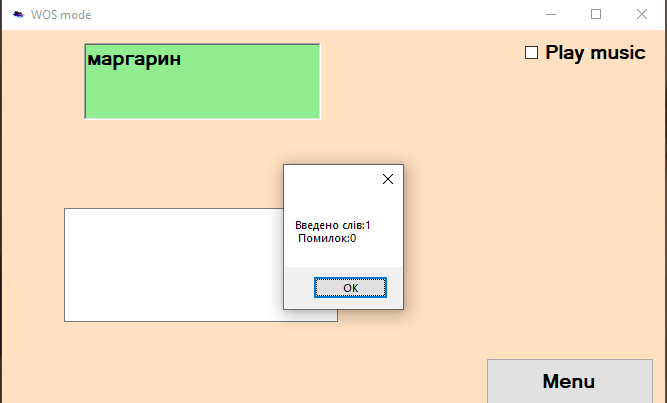 WOS mode
маргарин
Play music
Введено слів:1
Помилок:0
OK
Menu